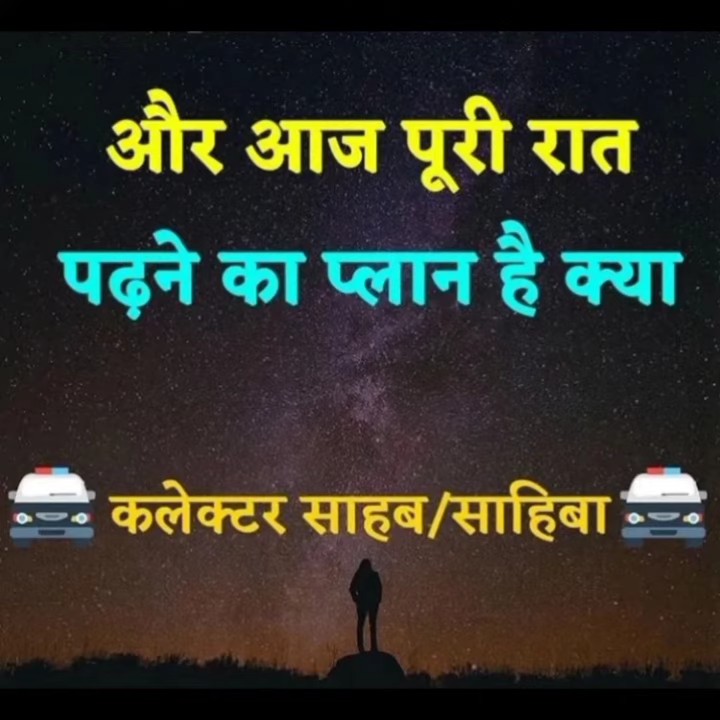 और आज पूरी रात
पढ़ने का प्लान है क्या
कलेक्टर साहब/साहिबा